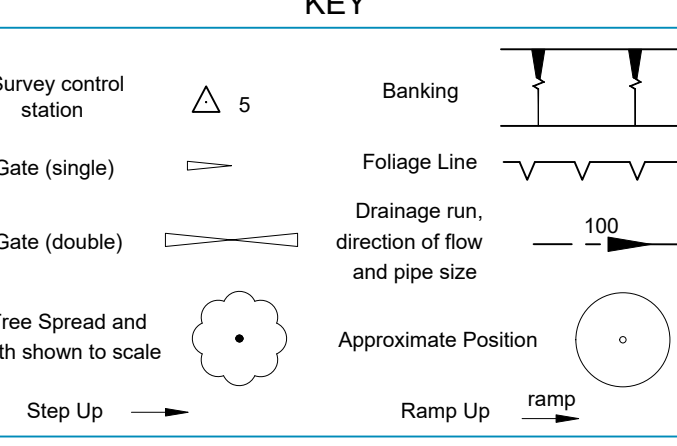 KEY
Survey control
station
5
Banking
Gate (single)
Foliage Line
Gate (double)
Drainage run,
direction of flow
and pipe size
100
Tree Spread and
shown to scale
Approximate Position
Step Up
Ramp Up
ramp